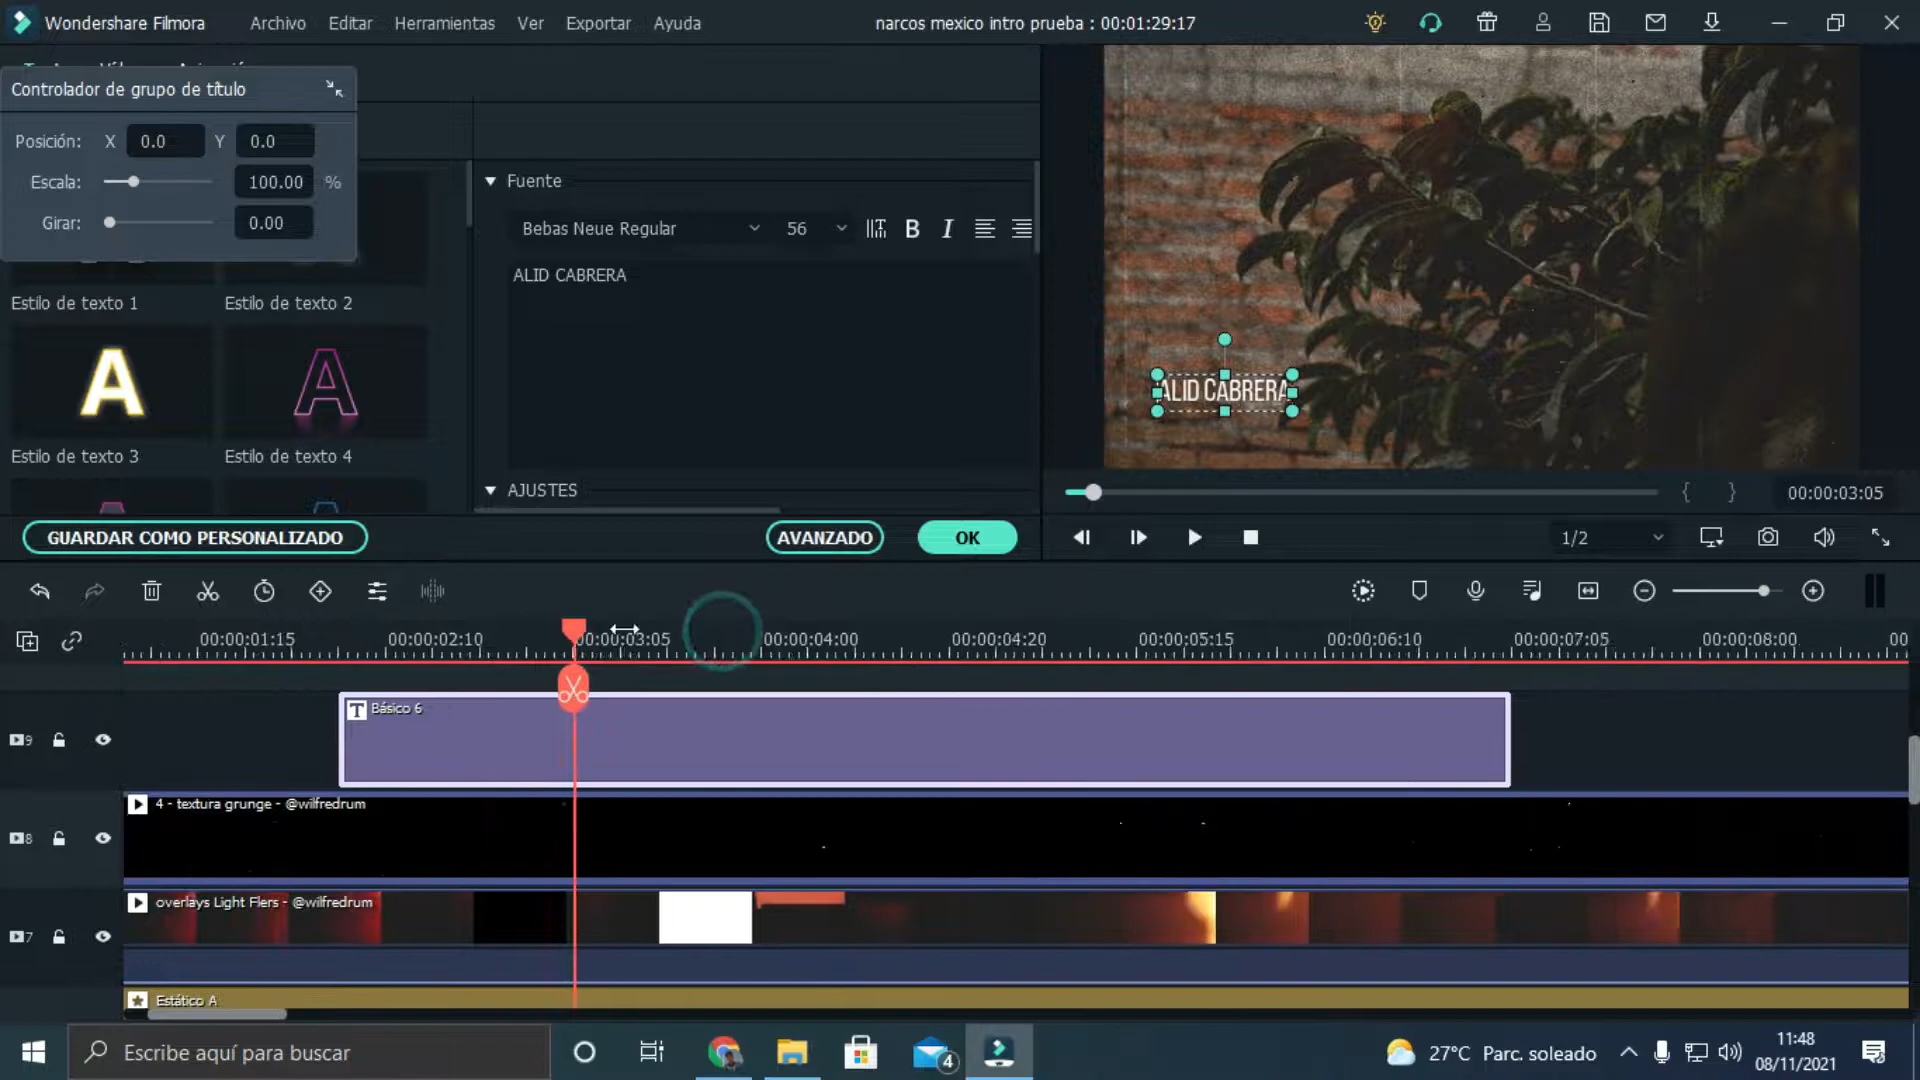 Wondershare Filmora Archivo Editar Herramientas Ver Exportar Ayuda narcos mexico intro prueba : 00:01:29:17
Controlador de grupo de título
Posición: X 0.0 Y 0.0
Escala: 100.00 %
Girar: 0.00
Estilo de texto 1 Estilo de texto 2
A A
Estilo de texto 3 Estilo de texto 4
Fuente
Bebas Neue Regular 56 B I
ALID CABRERA
AJUSTES
GUARDAR COMO PERSONALIZADO AVANZADO OK
ALID CABRERA
{ } 00:00:03:05
1/2
00:00:01:15 00:00:02:10 00:00:03:05 00:00:04:00 00:00:04:20 00:00:05:15 00:00:06:10 00:00:07:05 00:00:08:00 00
T Básico 6
9
4 - textura grunge - @wilfredrum
8
overlays Light Flers - @wilfredrum
7
Estático A
Escribe aquí para buscar 4 27°C Parc. soleado 11:48
08/11/2021